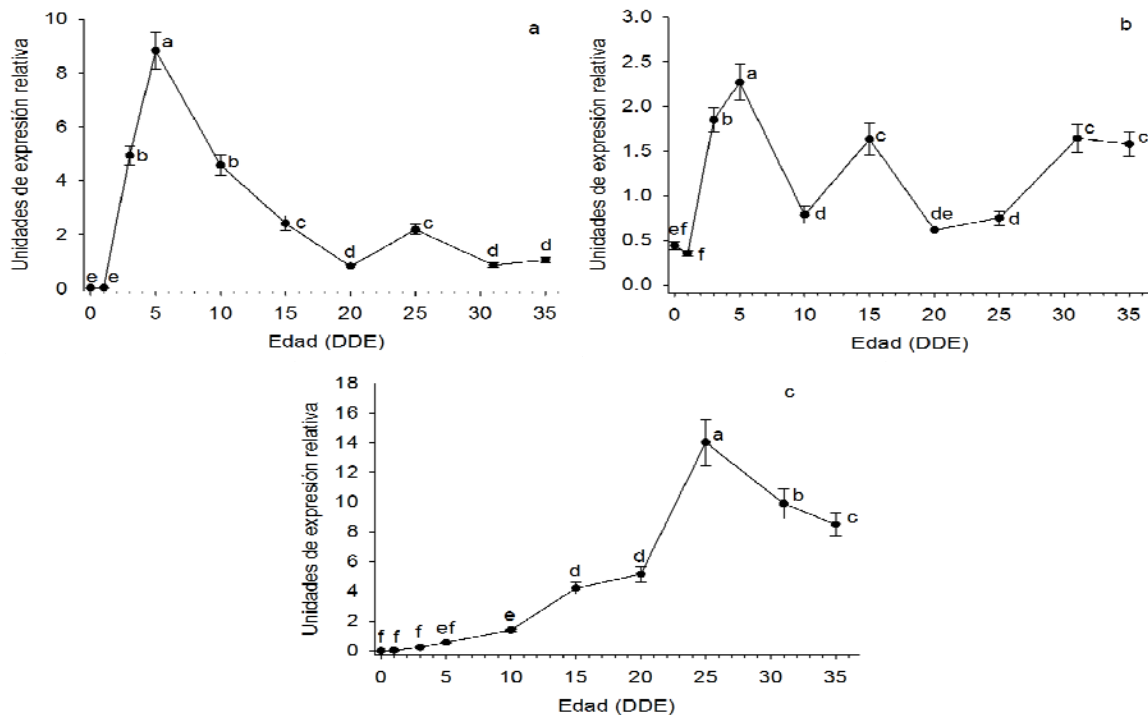 a
Unidades de expresión relativa
10
8
6
4
2
0
a
b
b
c
d
c
d
d
e e
0 5 10 15 20 25 30 35
Edad (DDE)
b
Unidades de expresión relativa
3.0
2.5
2.0
1.5
1.0
0.5
0.0
a
b
c
c
c
d
de
d
ef
f
0 5 10 15 20 25 30 35
Edad (DDE)
c
Unidades de expresión relativa
18
16
14
12
10
8
6
4
2
0
a
b
c
d
d
e
f f f ef
0 5 10 15 20 25 30 35
Edad (DDE)